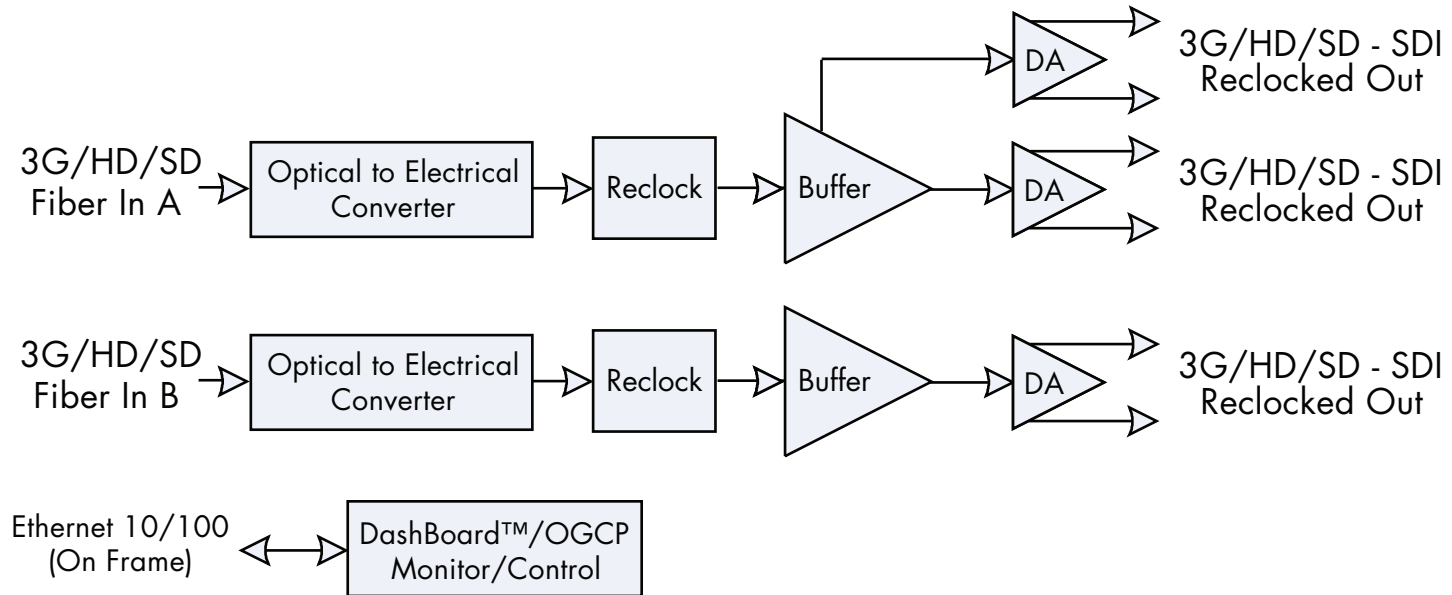 DA
3G/HD/SD - SDI
Reclocked Out
3G/HD/SD
Fiber In A
Optical to Electrical
Converter
Reclock
Buffer
DA
3G/HD/SD - SDI
Reclocked Out
3G/HD/SD
Fiber In B
Optical to Electrical
Converter
Reclock
Buffer
DA
3G/HD/SD - SDI
Reclocked Out
Ethernet 10/100
(On Frame)
DashBoard™/OGCP
Monitor/Control